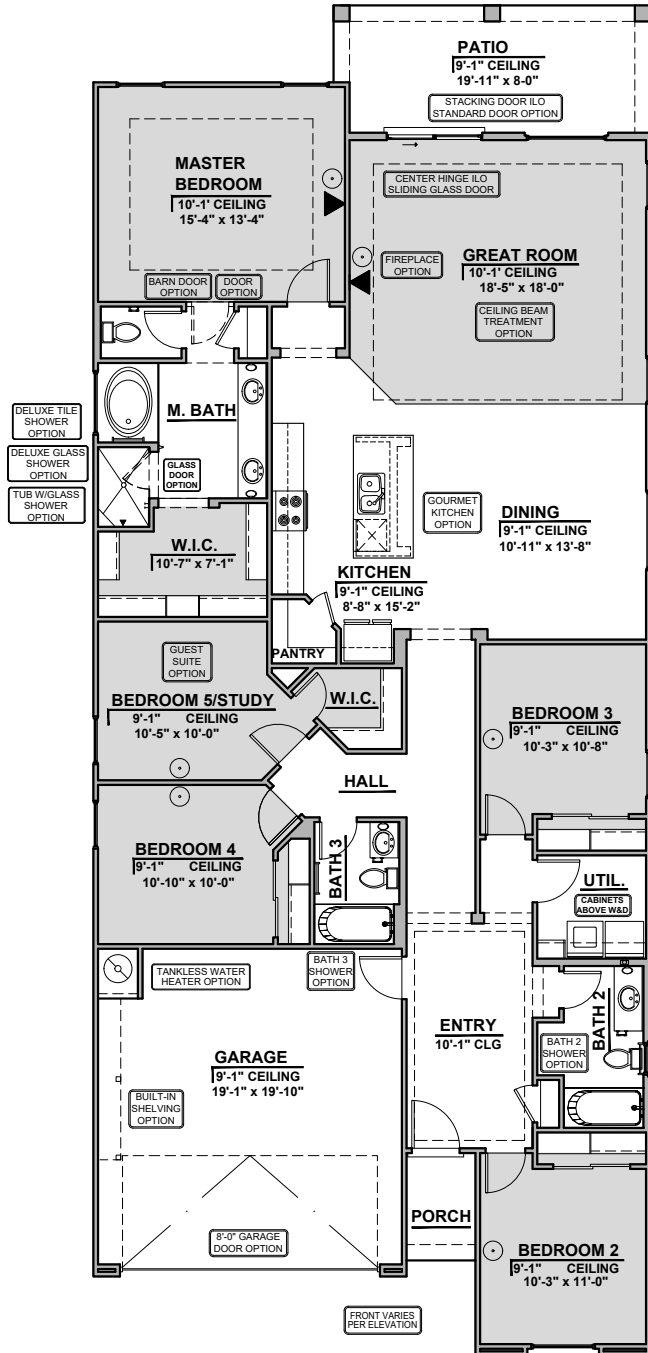 PATIO
9'-1" CEILING
19'-11" x 8-0"
STACKING DOOR ILO
STANDARD DOOR OPTION
MASTER
BEDROOM
10'-1' CEILING
15'-4" x 13'-4"
CENTER HINGE ILO
SLIDING GLASS DOOR
FIREPLACE
OPTION
GREAT ROOM
10'-1' CEILING
18'-5" x 18'-0"
CEILING BEAM
TREATMENT
OPTION
BARN DOOR
OPTION
DOOR
OPTION
M. BATH
DELUXE TILE
SHOWER
OPTION
DELUXE GLASS
SHOWER
OPTION
TUB W/GLASS
SHOWER
OPTION
GLASS
DOOR
OPTION
GOURMET
KITCHEN
OPTION
DINING
9'-1" CEILING
10'-11" x 13'-8"
W.I.C.
10'-7" x 7'-1"
KITCHEN
9'-1" CEILING
8'-8" x 15'-2"
PANTRY
GUEST
SUITE
OPTION
BEDROOM 5/STUDY
9'-1" CEILING
10'-5" x 10'-0"
W.I.C.
BEDROOM 3
9'-1" CEILING
10'-3" x 10'-8"
HALL
BEDROOM 4
9'-1" CEILING
10'-10" x 10'-0"
BATH 3
UTIL.
CABINETS
ABOVE W&D
TANKLESS WATER
HEATER OPTION
BATH 3
SHOWER
OPTION
ENTRY
10'-1" CLG
BATH 2
BATH 2
SHOWER
OPTION
GARAGE
9'-1" CEILING
19'-1" x 19'-10"
BUILT-IN
SHELVING
OPTION
8'-0" GARAGE
DOOR OPTION
PORCH
BEDROOM 2
9'-1" CEILING
10'-3" x 11'-0"
FRONT VARIES
PER ELEVATION